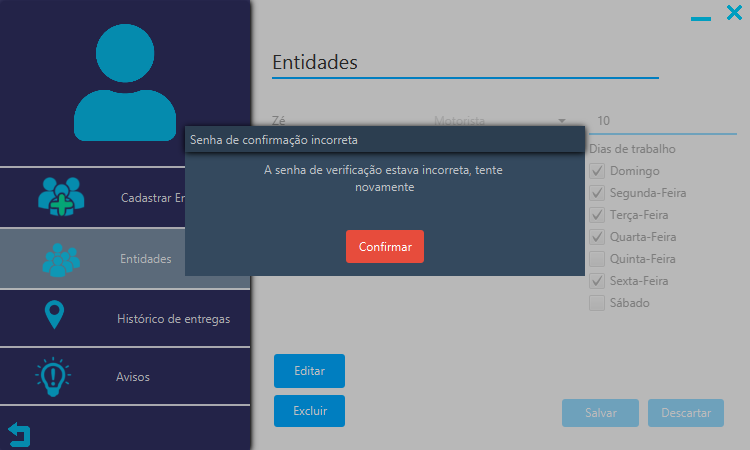 Entidades
Zé Motorista 10
Senha de confirmação incorreta
Dias de trabalho
A senha de verificação estava incorreta, tente
novamente
Confirmar
Domingo
Segunda-Feira
Terça-Feira
Quarta-Feira
Quinta-Feira
Sexta-Feira
Sábado
Cadastrar En
Entidades
Histórico de entregas
Avisos
Editar
Excluir
Salvar
Descartar